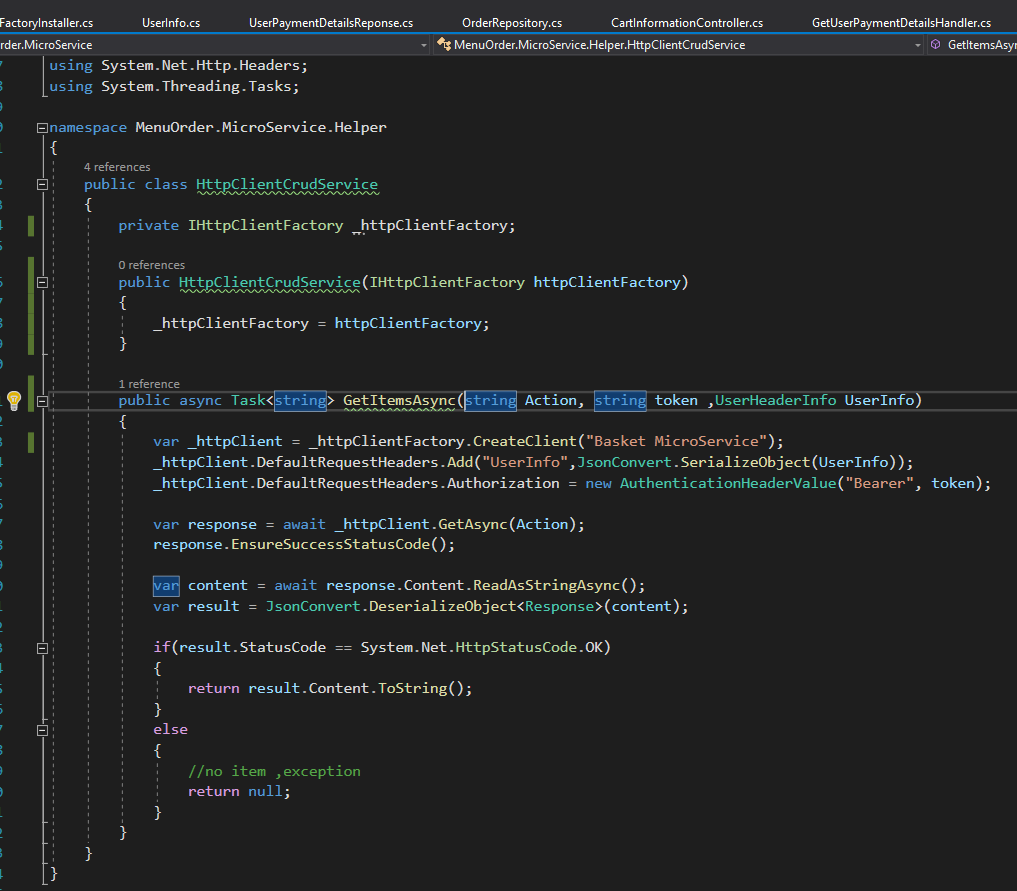 FactoryInstaller.cs UserInfo.cs UserPaymentDetailsReponse.cs OrderRepository.cs CartInformationController.cs GetUserPaymentDetailsHandler.cs
rder.MicroService MenuOrder.MicroService.Helper.HttpClientCrudService GetItemsAsyn
using System.Net.Http.Headers;
using System.Threading.Tasks;
namespace MenuOrder.MicroService.Helper
{
4 references
public class HttpClientCrudService
{
private IHttpClientFactory _httpClientFactory;
0 references
public HttpClientCrudService(IHttpClientFactory httpClientFactory)
{
_httpClientFactory = httpClientFactory;
}
1 reference
public async Task<string> GetItemsAsync(string Action, string token ,UserHeaderInfo UserInfo)
{
var _httpClient = _httpClientFactory.CreateClient("Basket MicroService");
_httpClient.DefaultRequestHeaders.Add("UserInfo",JsonConvert.SerializeObject(UserInfo));
_httpClient.DefaultRequestHeaders.Authorization = new AuthenticationHeaderValue("Bearer", token);
var response = await _httpClient.GetAsync(Action);
response.EnsureSuccessStatusCode();
var content = await response.Content.ReadAsStringAsync();
var result = JsonConvert.DeserializeObject<Response>(content);
if(result.StatusCode == System.Net.HttpStatusCode.OK)
{
return result.Content.ToString();
}
else
{
//no item ,exception
return null;
}
}
}
}